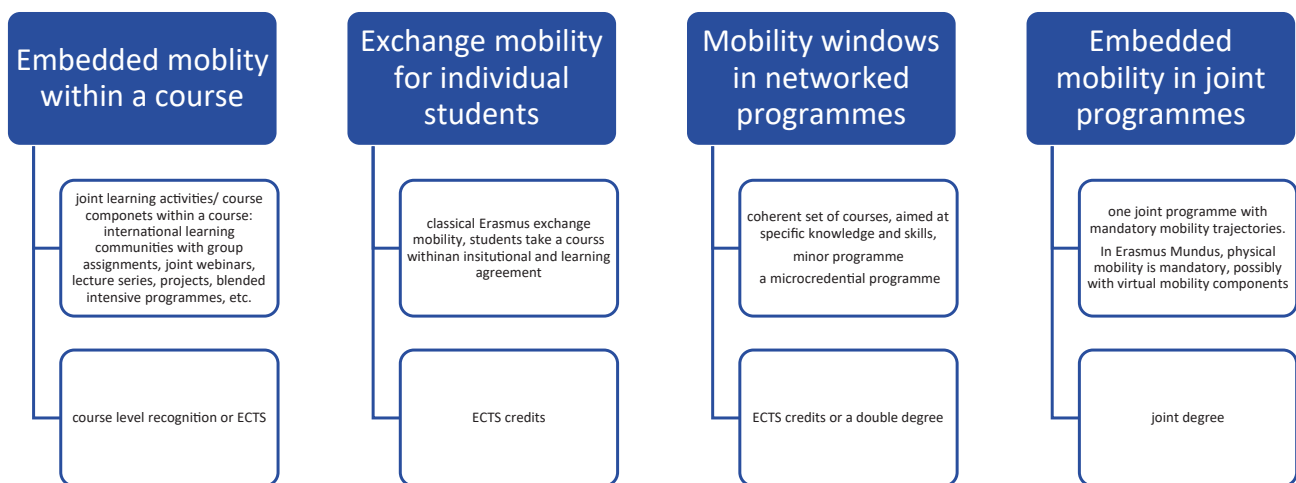 Embedded moblity
within a course
joint learning activities/ course
componets within a course:
international learning
communities with group
assignments, joint webinars,
lecture series, projects, blended
intensive programmes, etc.
course level recognition or ECTS
Exchange mobility
for individual
students
classical Erasmus exchange
mobility, students take a courss
withinan insitutional and learning
agreement
ECTS credits
Mobility windows
in networked
programmes
coherent set of courses, aimed at
specific knowledge and skills,
minor programme
a microcredential programme
ECTS credits or a double degree
Embedded
mobility in joint
programmes
one joint programme with
mandatory mobility trajectories.
In Erasmus Mundus, physical
mobility is mandatory, possibly
with virtual mobility components
joint degree